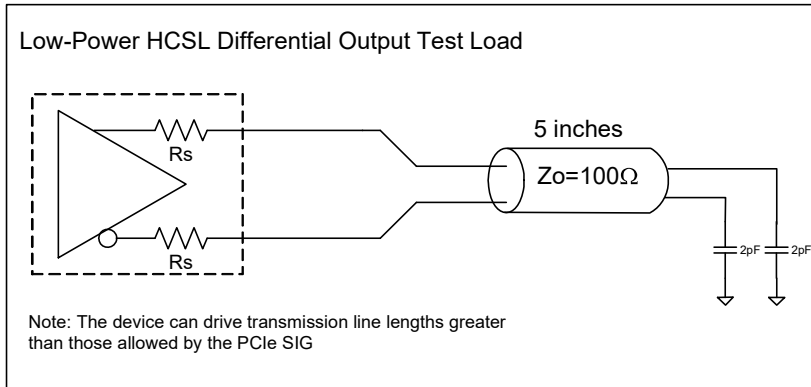 Low-Power HCSL Differential Output Test Load
Rs
Rs
5 inches
Zo=100Ω
2pF
2pF
Note: The device can drive transmission line lengths greater
than those allowed by the PCIe SIG